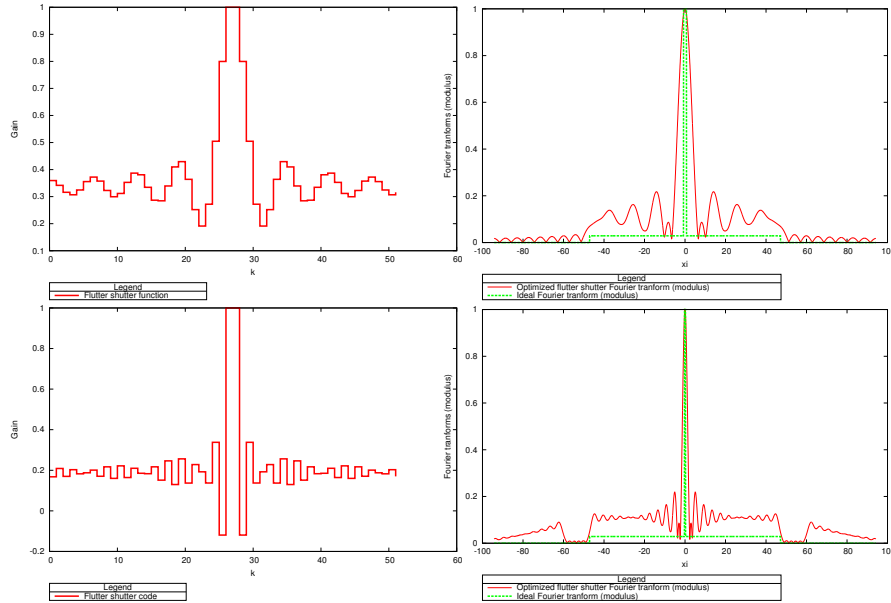 1
0.9
0.8
0.7
0.6
0.5
0.4
0.3
0.2
0.1
Gain
0 10 20 30 40 50 60
k
Legend
Flutter shutter function
1
0.8
0.6
0.4
0.2
0
Fourier tranforms (modulus)
-100 -80 -60 -40 -20 0 20 40 60 80 100
xi
Legend
Optimized flutter shutter Fourier tranform (modulus)
Ideal Fourier tranform (modulus)
1
0.8
0.6
0.4
0.2
0
-0.2
Gain
0 10 20 30 40 50 60
k
Legend
Flutter shutter code
1
0.8
0.6
0.4
0.2
0
Fourier tranforms (modulus)
-100 -80 -60 -40 -20 0 20 40 60 80 100
xi
Legend
Optimized flutter shutter Fourier tranform (modulus)
Ideal Fourier tranform (modulus)